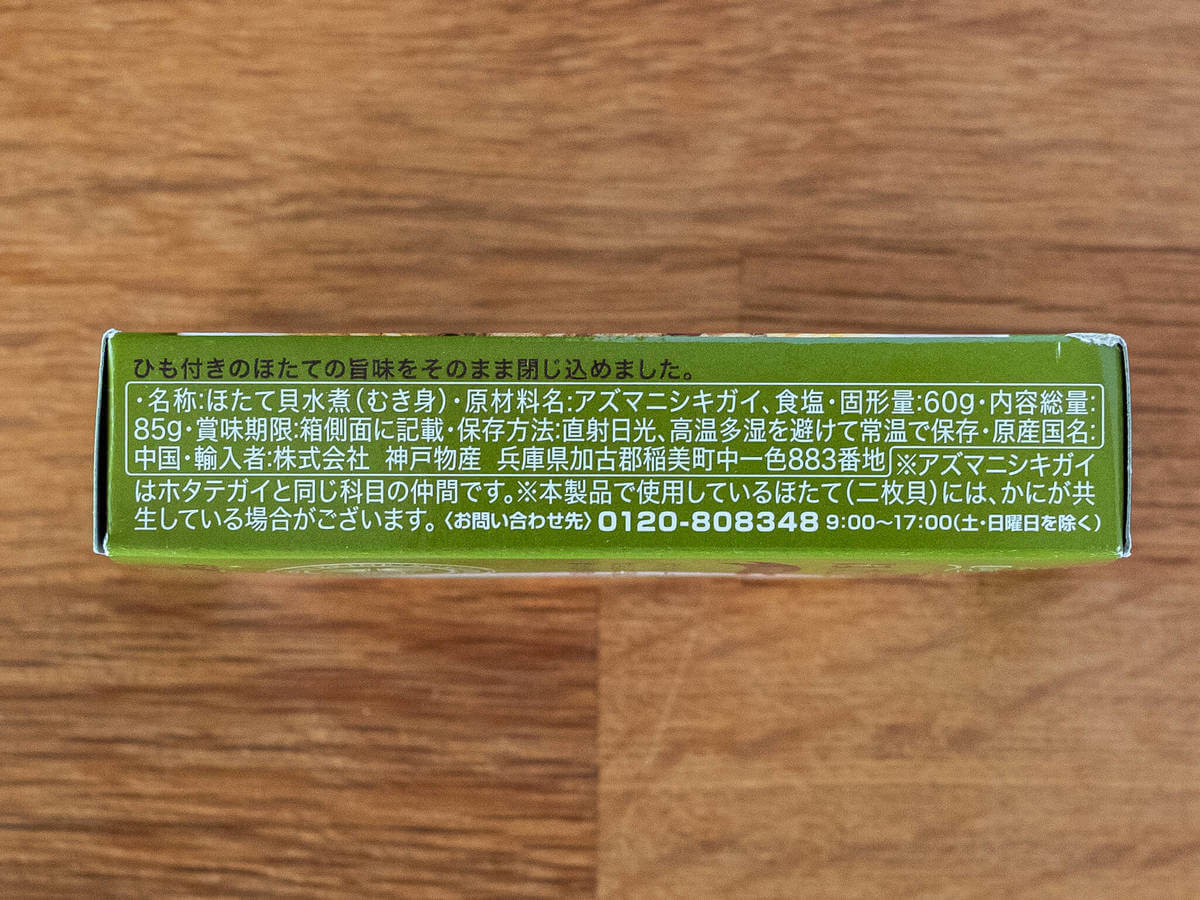 ひも付きのほたての旨味をそのまま閉じ込めました。
・名称:ほたて貝水煮(むき身)・原材料名:アズマニシキガイ、食塩・固形量:60g・内容総量:
85g・賞味期限:箱側面に記載・保存方法:直射日光、高温多湿を避けて常温で保存・原産国名:
中国・輸入者:株式会社 神戸物産 兵庫県加古郡稲美町中一色883番地 ※アズマニシキガイ
はホタテガイと同じ科目の仲間です。※本製品で使用しているほたて(二枚貝)には、かにが共
生している場合がございます。〈お問い合わせ先〉0120-808348 9:00〜17:00(土・日曜日を除く)